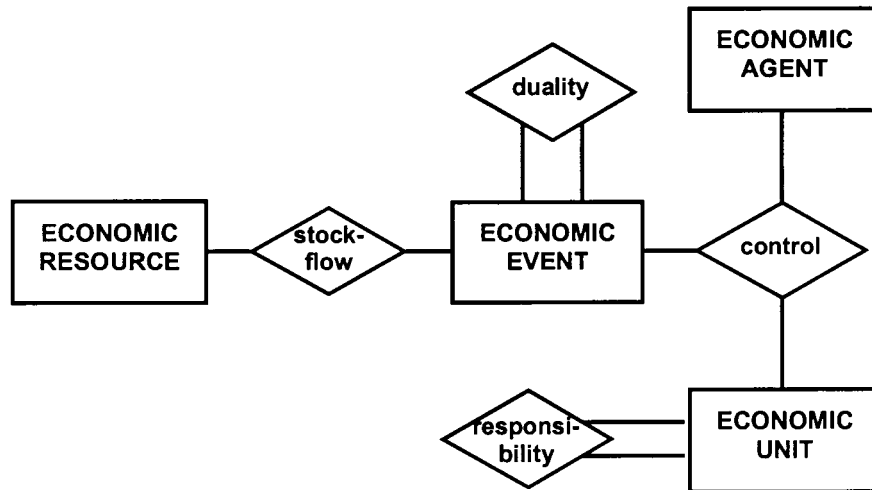 ECONOMIC
AGENT
duality
ECONOMIC
RESOURCE
stock-
flow
ECONOMIC
EVENT
control
responsi-
bility
ECONOMIC
UNIT